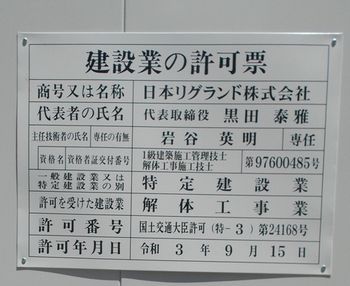 建設業の許可票
商号又は名称 日本リグランド株式会社
代表者の氏名 代表取締役 黒田 泰雅
主任技術者の氏名 専任の有無 岩谷 英明 専任
資格名 資格者証交付番号 1級建築施工管理技士 解体工事施工技士 第97600485号
一般建設業又は特定建設業の別 特定建設業
許可を受けた建設業 解体工事業
許可番号 国土交通大臣許可(特-3)第24168号
許可年月日 令和 3年 9月 15日